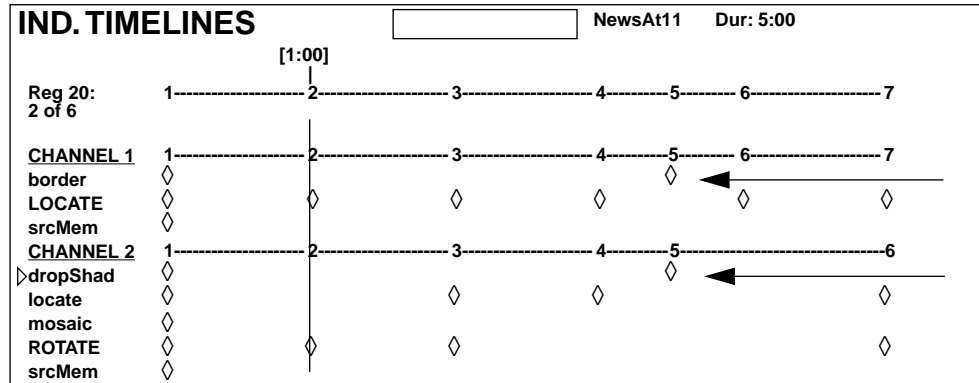 IND. TIMELINES NewsAt11 Dur: 5:00
[1:00]
Reg 20: 1---------------------2---------------------3---------------------4----------5---------6---------------------7
2 of 6
CHANNEL 1 1---------------------2---------------------3---------------------4----------5---------6---------------------7
border
LOCATE
srcMem
CHANNEL 2 1---------------------2---------------------3---------------------4----------5-------------------------------6
dropShad
locate
mosaic
ROTATE
srcMem